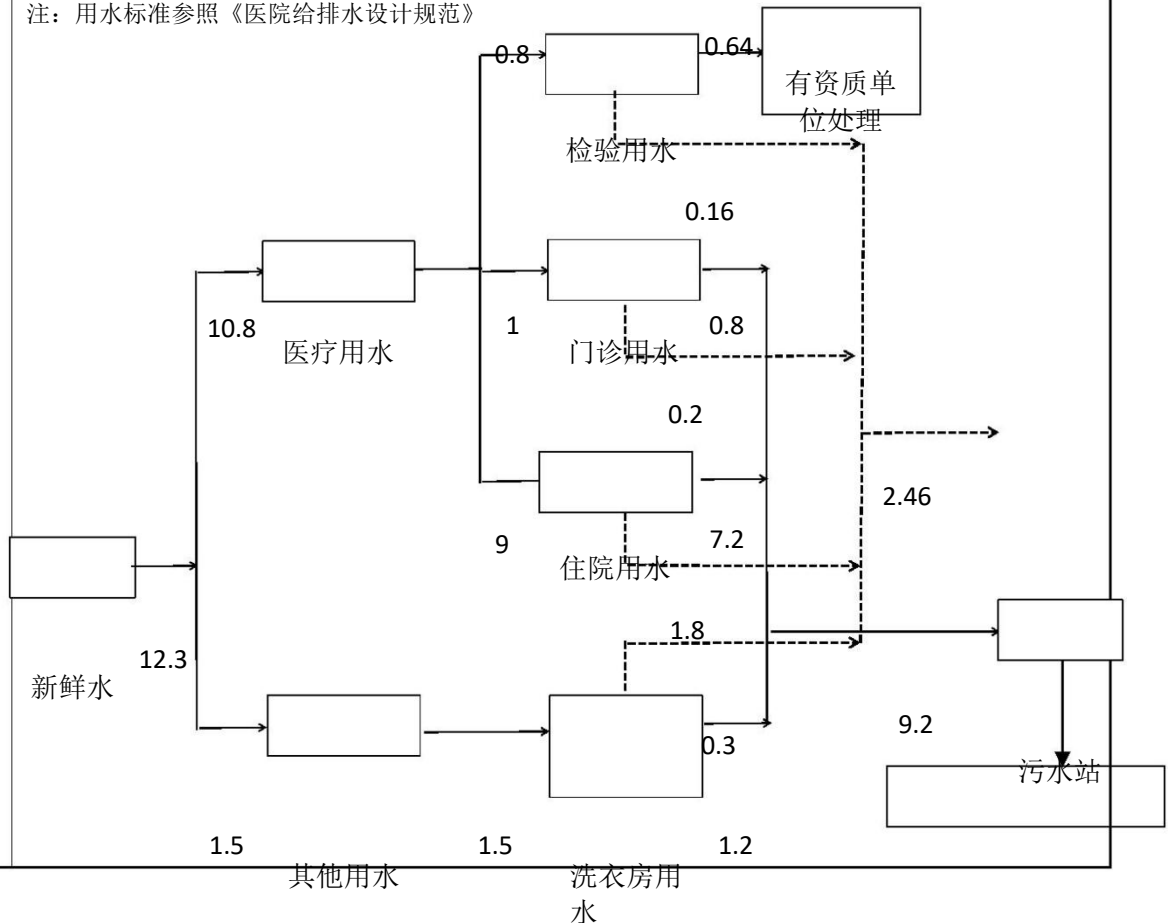 注：用水标准参照《医院给排水设计规范》
0.8
0.64
有资质单
位处理
检验用水
0.16
10.8
医疗用水
1
门诊用水
0.8
0.2
2.46
9
住院用水
7.2
1.8
新鲜水
12.3
0.3
9.2
污水站
1.5
其他用水
1.5
洗衣房用
水
1.2